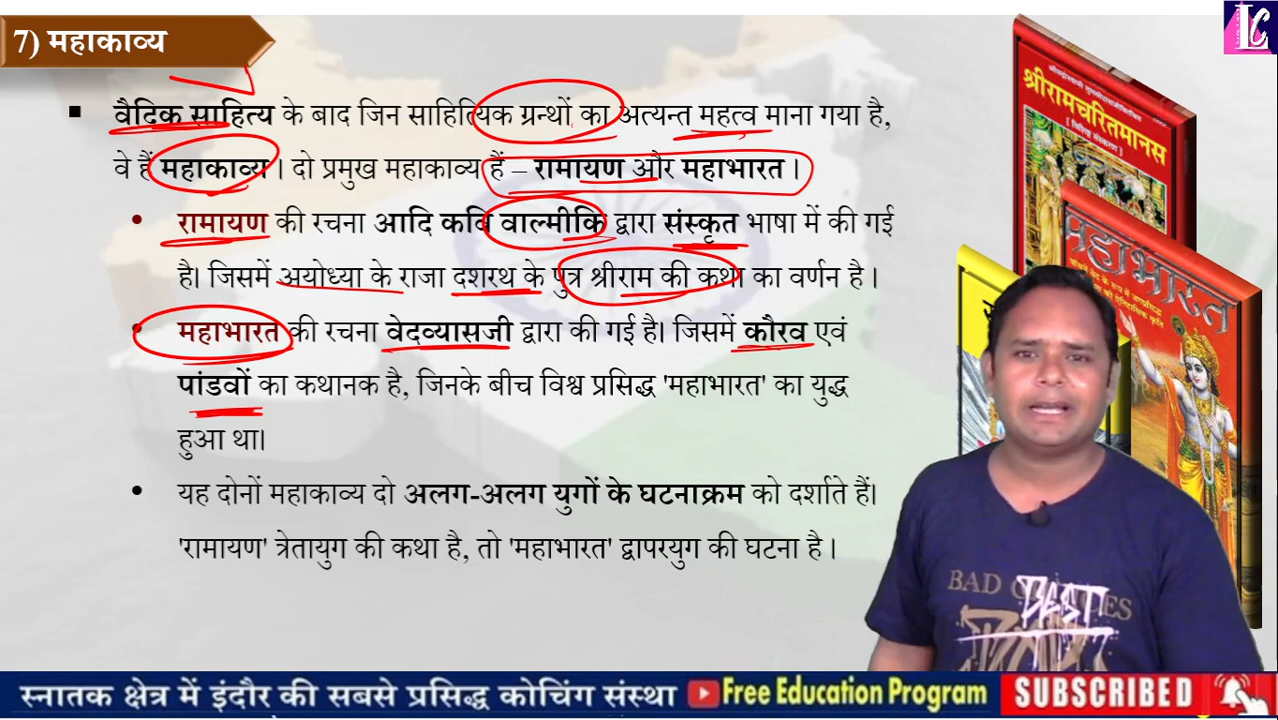 7) महाकाव्य
LC
वैदिक साहित्य के बाद जिन साहित्यिक ग्रन्थों का अत्यन्त महत्व माना गया है,
वे हैं महाकाव्य । दो प्रमुख महाकाव्य हैं – रामायण और महाभारत ।
रामायण की रचना आदि कवि वाल्मीकि द्वारा संस्कृत भाषा में की गई
है। जिसमें अयोध्या के राजा दशरथ के पुत्र श्रीराम की कथा का वर्णन है ।
महाभारत की रचना वेदव्यासजी द्वारा की गई है। जिसमें कौरव एवं
पांडवों का कथानक है, जिनके बीच विश्व प्रसिद्ध 'महाभारत' का युद्ध
हुआ था।
यह दोनों महाकाव्य दो अलग-अलग युगों के घटनाक्रम को दर्शाते हैं।
'रामायण' त्रेतायुग की कथा है, तो 'महाभारत' द्वापरयुग की घटना है ।
श्रीरामचरितमानस
महाभारत
BAD
BEST
स्नातक क्षेत्र में इंदौर की सबसे प्रसिद्ध कोचिंग संस्था Free Education Program SUBSCRIBED